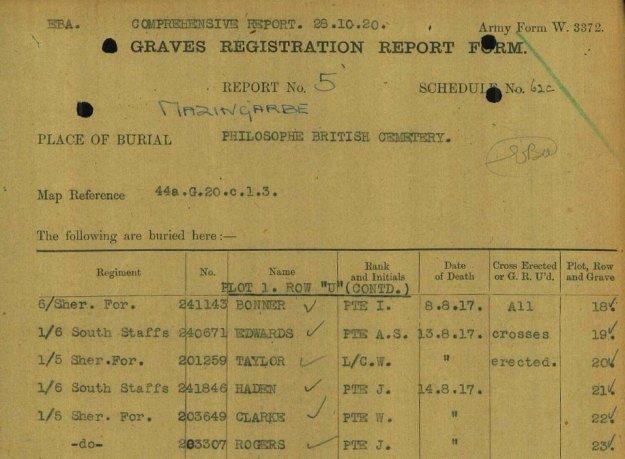 EBA. COMPREHENSIVE REPORT. 28.10.20. Army Form W. 3372.
GRAVES REGISTRATION REPORT FORM.
REPORT No. 5 SCHEDULE No. 62c
MAZINGARBE
PLACE OF BURIAL PHILOSOPHE BRITISH CEMETERY.
Map Reference 44a.G.20.c.1.3.
The following are buried here :—
Regiment No. Name Rank and Initials Date of Death Cross Erected or G. R. U'd. Plot, Row and Grave
PLOT 1. ROW "U"(CONTD.)
6/Sher. For. 241143 BONNER ✓ PTE I. 8.8.17. All 18.
1/6 South Staffs 240671 EDWARDS ✓ PTE A.S. 13.8.17. crosses 19.
1/5 Sher.For. 201259 TAYLOR ✓ L/C.W. " erected. 20.
1/6 South Staffs 241846 HADEN ✓ PTE J. 14.8.17. 21.
1/5 Sher. For. 203649 CLARKE ✓ PTE W. " 22.
-do- 203307 ROGERS ✓ PTE J. " 23.